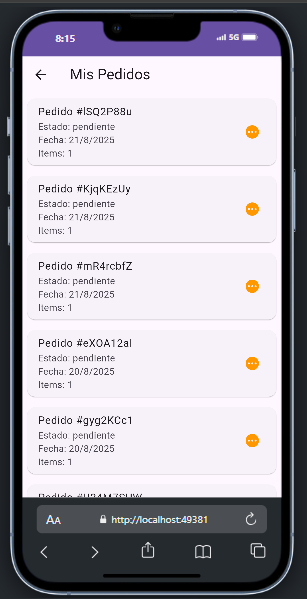 8:15
5G
Mis Pedidos
Pedido #lSQ2P88u
Estado: pendiente
Fecha: 21/8/2025
Items: 1
Pedido #KjqKEzUy
Estado: pendiente
Fecha: 21/8/2025
Items: 1
Pedido #mR4rcbfZ
Estado: pendiente
Fecha: 21/8/2025
Items: 1
Pedido #eXOA12aI
Estado: pendiente
Fecha: 20/8/2025
Items: 1
Pedido #gyg2KCc1
Estado: pendiente
Fecha: 20/8/2025
Items: 1
Pedido
AA
http://localhost:49381